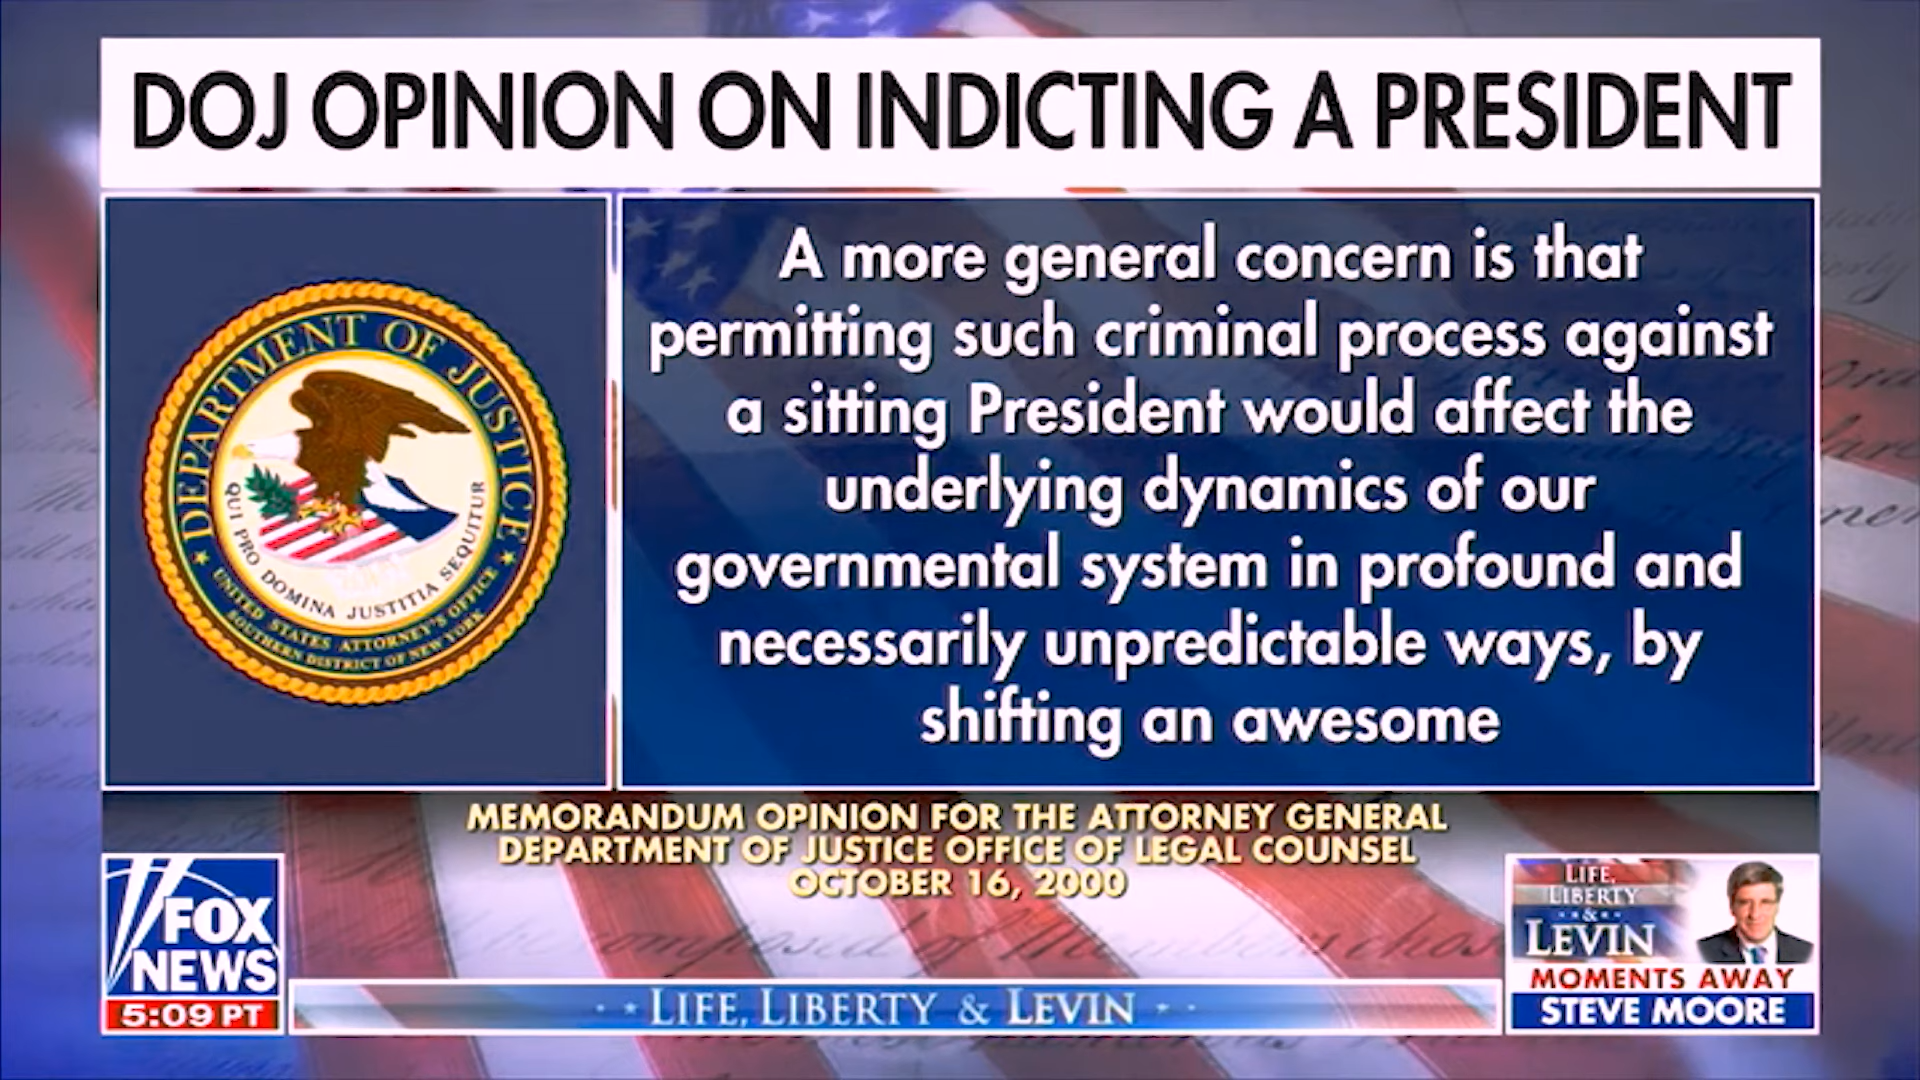 DOJ OPINION ON INDICTING A PRESIDENT
DEPARTMENT OF JUSTICE
QUI PRO DOMINA JUSTITIA SEQUITUR
UNITED STATES ATTORNEY'S OFFICE
SOUTHERN DISTRICT OF NEW YORK
A more general concern is that
permitting such criminal process against
a sitting President would affect the
underlying dynamics of our
governmental system in profound and
necessarily unpredictable ways, by
shifting an awesome
MEMORANDUM OPINION FOR THE ATTORNEY GENERAL
DEPARTMENT OF JUSTICE OFFICE OF LEGAL COUNSEL
OCTOBER 16, 2000
FOX
NEWS
5:09 PT
LIFE, LIBERTY & LEVIN
LIFE,
LIBERTY
&
LEVIN
MOMENTS AWAY
STEVE MOORE